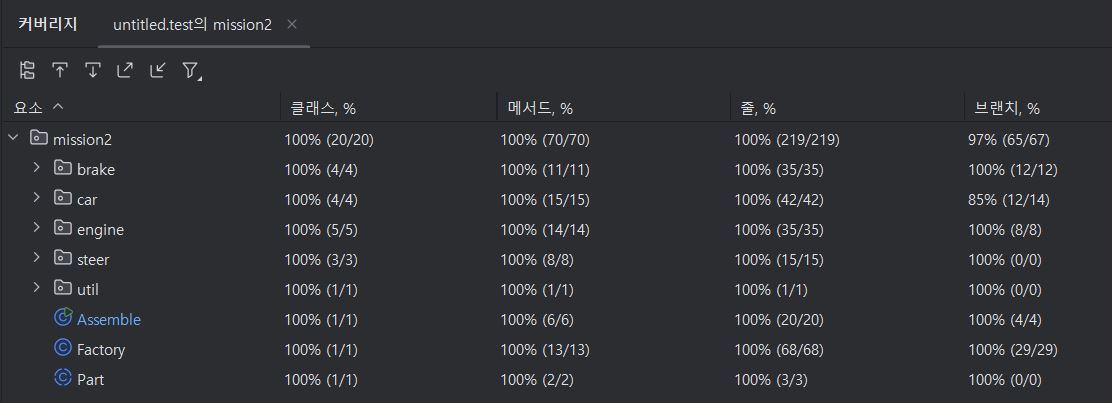 커버리지 untitled.test의 mission2
요소 클래스, % 메서드, % 줄, % 브랜치, %
mission2 100% (20/20) 100% (70/70) 100% (219/219) 97% (65/67)
brake 100% (4/4) 100% (11/11) 100% (35/35) 100% (12/12)
car 100% (4/4) 100% (15/15) 100% (42/42) 85% (12/14)
engine 100% (5/5) 100% (14/14) 100% (35/35) 100% (8/8)
steer 100% (3/3) 100% (8/8) 100% (15/15) 100% (0/0)
util 100% (1/1) 100% (1/1) 100% (1/1) 100% (0/0)
Assemble 100% (1/1) 100% (6/6) 100% (20/20) 100% (4/4)
Factory 100% (1/1) 100% (13/13) 100% (68/68) 100% (29/29)
Part 100% (1/1) 100% (2/2) 100% (3/3) 100% (0/0)